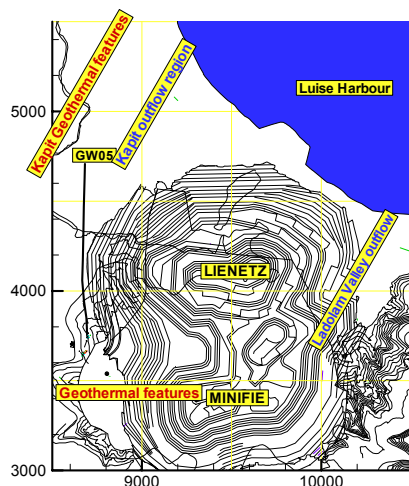 Kapit Geothermal features
Kapit outflow region
Luise Harbour
5000
GW05
LIENETZ
4000
Ladolam Valley outflow
Geothermal features
MINIFIE
3000
9000
10000